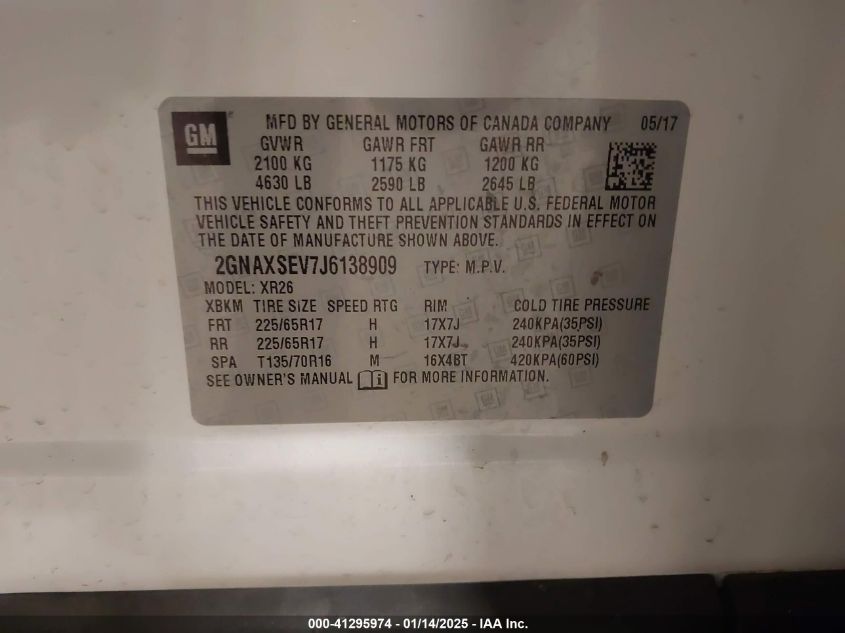 GM MFD BY GENERAL MOTORS OF CANADA COMPANY 05/17
GVWR GAWR FRT GAWR RR
2100 KG 1175 KG 1200 KG
4630 LB 2590 LB 2645 LB
THIS VEHICLE CONFORMS TO ALL APPLICABLE U.S. FEDERAL MOTOR
VEHICLE SAFETY AND THEFT PREVENTION STANDARDS IN EFFECT ON
THE DATE OF MANUFACTURE SHOWN ABOVE.
2GNAXSEV7J6138909 TYPE: M.P.V.
MODEL: XR26
XBKM TIRE SIZE SPEED RTG RIM COLD TIRE PRESSURE
FRT 225/65R17 H 17X7J 240KPA(35PSI)
RR 225/65R17 H 17X7J 240KPA(35PSI)
SPA T135/70R16 M 16X4BT 420KPA(60PSI)
SEE OWNER'S MANUAL i FOR MORE INFORMATION.
000-41295974 - 01/14/2025 - IAA Inc.